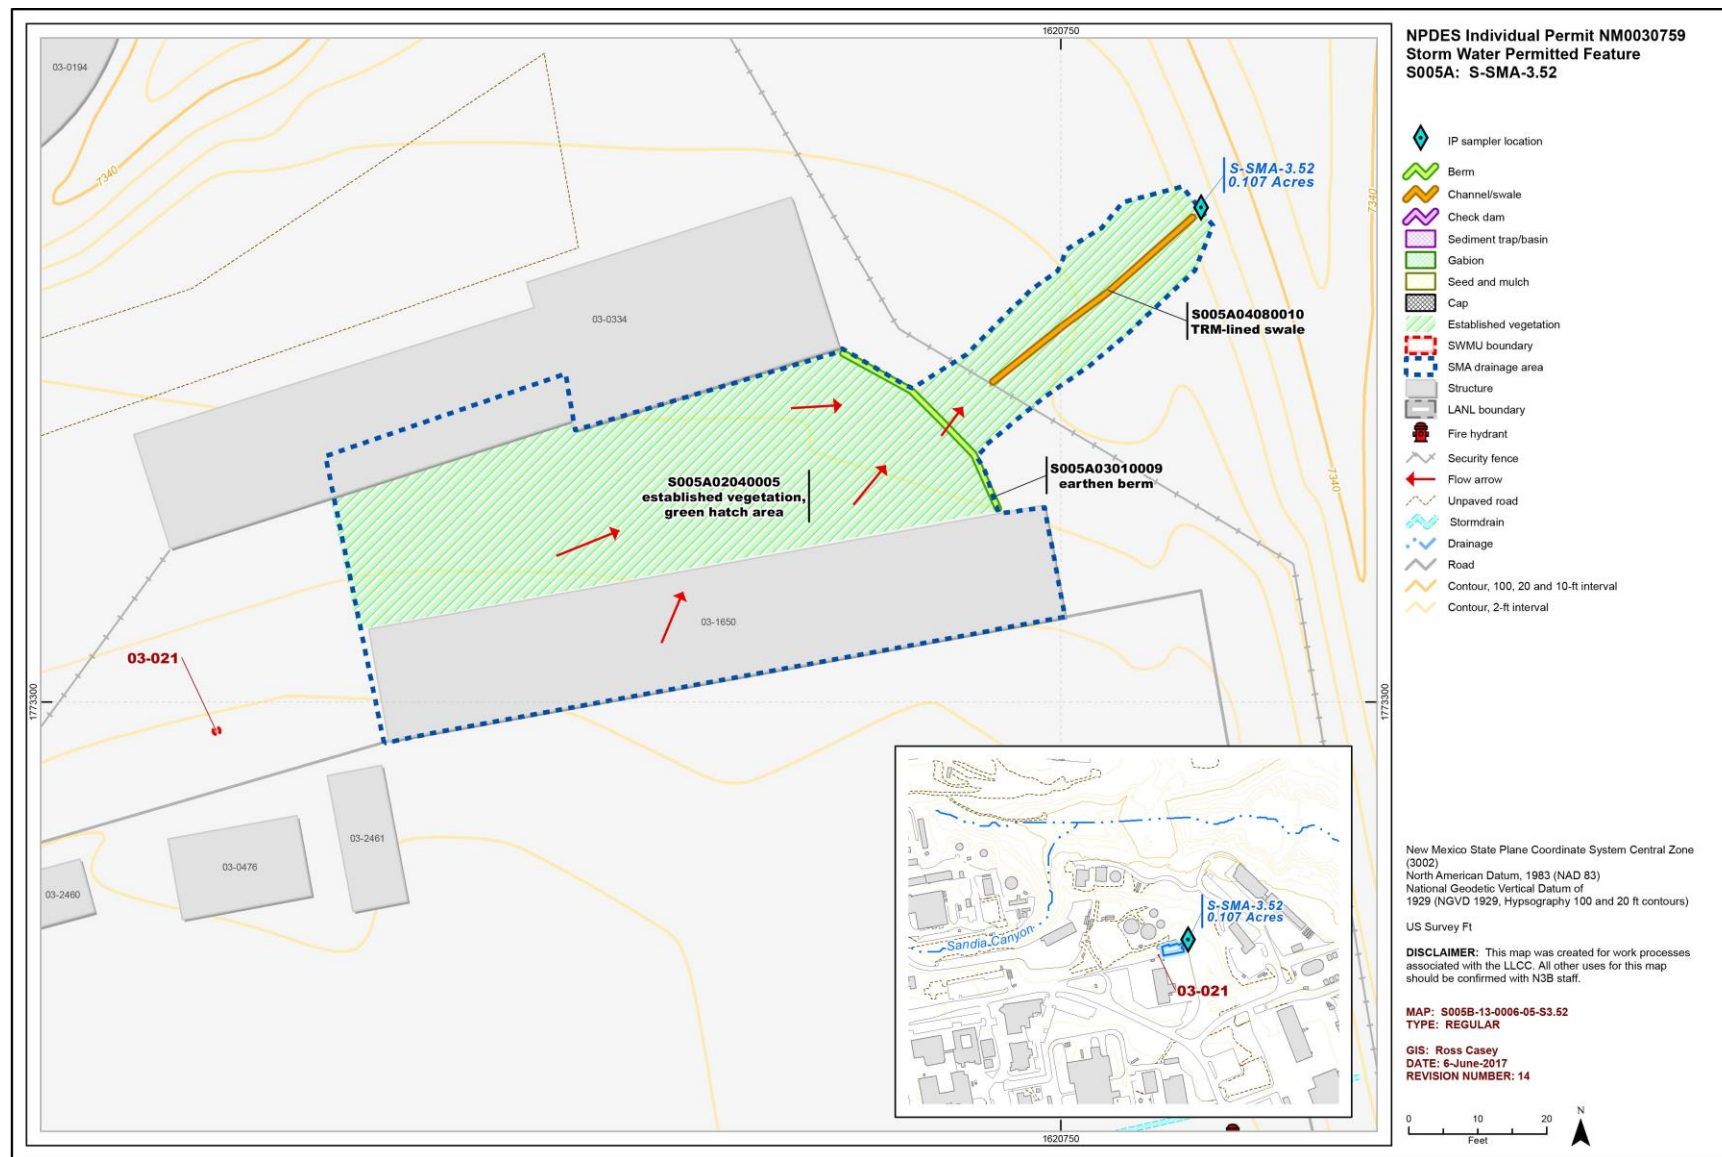 1620750
NPDES Individual Permit NM0030759
Storm Water Permitted Feature
S005A: S-SMA-3.52
03-0194
7340
S-SMA-3.52
0.107 Acres
7340
03-0334
S005A04080010
TRM-lined swale
S005A03010009
earthen berm
7340
S005A02040005
established vegetation,
green hatch area
03-1650
03-021
1773300
1773300
03-2461
03-0476
03-2460
S-SMA-3.52
0.107 Acres
Sandia Canyon
03-021
1620750
IP sampler location
Berm
Channel/swale
Check dam
Sediment trap/basin
Gabion
Seed and mulch
Cap
Established vegetation
SWMU boundary
SMA drainage area
Structure
LANL boundary
Fire hydrant
Security fence
Flow arrow
Unpaved road
Stormdrain
Drainage
Road
Contour, 100, 20 and 10-ft interval
Contour, 2-ft interval
New Mexico State Plane Coordinate System Central Zone
(3002)
North American Datum, 1983 (NAD 83)
National Geodetic Vertical Datum of
1929 (NGVD 1929, Hypsography 100 and 20 ft contours)
US Survey Ft
DISCLAIMER: This map was created for work processes
associated with the LLCC. All other uses for this map
should be confirmed with N3B staff.
MAP: S005B-13-0006-05-S3.52
TYPE: REGULAR
GIS: Ross Casey
DATE: 6-June-2017
REVISION NUMBER: 14
0 10 20
Feet
N